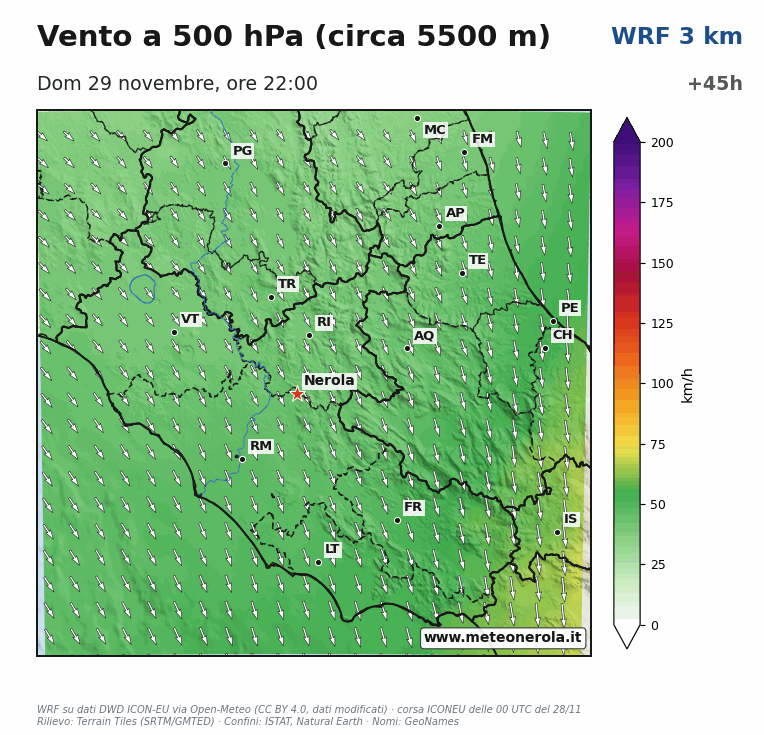 Vento a 500 hPa (circa 5500 m)
WRF 3 km
Dom 29 novembre, ore 22:00
+45h
MC
FM
PG
AP
TE
TR
PE
VT
RI
AQ
CH
Nerola
RM
FR
IS
LT
www.meteonerola.it
200
175
150
125
100
75
50
25
0
km/h
WRF su dati DWD ICON-EU via Open-Meteo (CC BY 4.0, dati modificati) · corsa ICONEU delle 00 UTC del 28/11
Rilievo: Terrain Tiles (SRTM/GMTED) · Confini: ISTAT, Natural Earth · Nomi: GeoNames